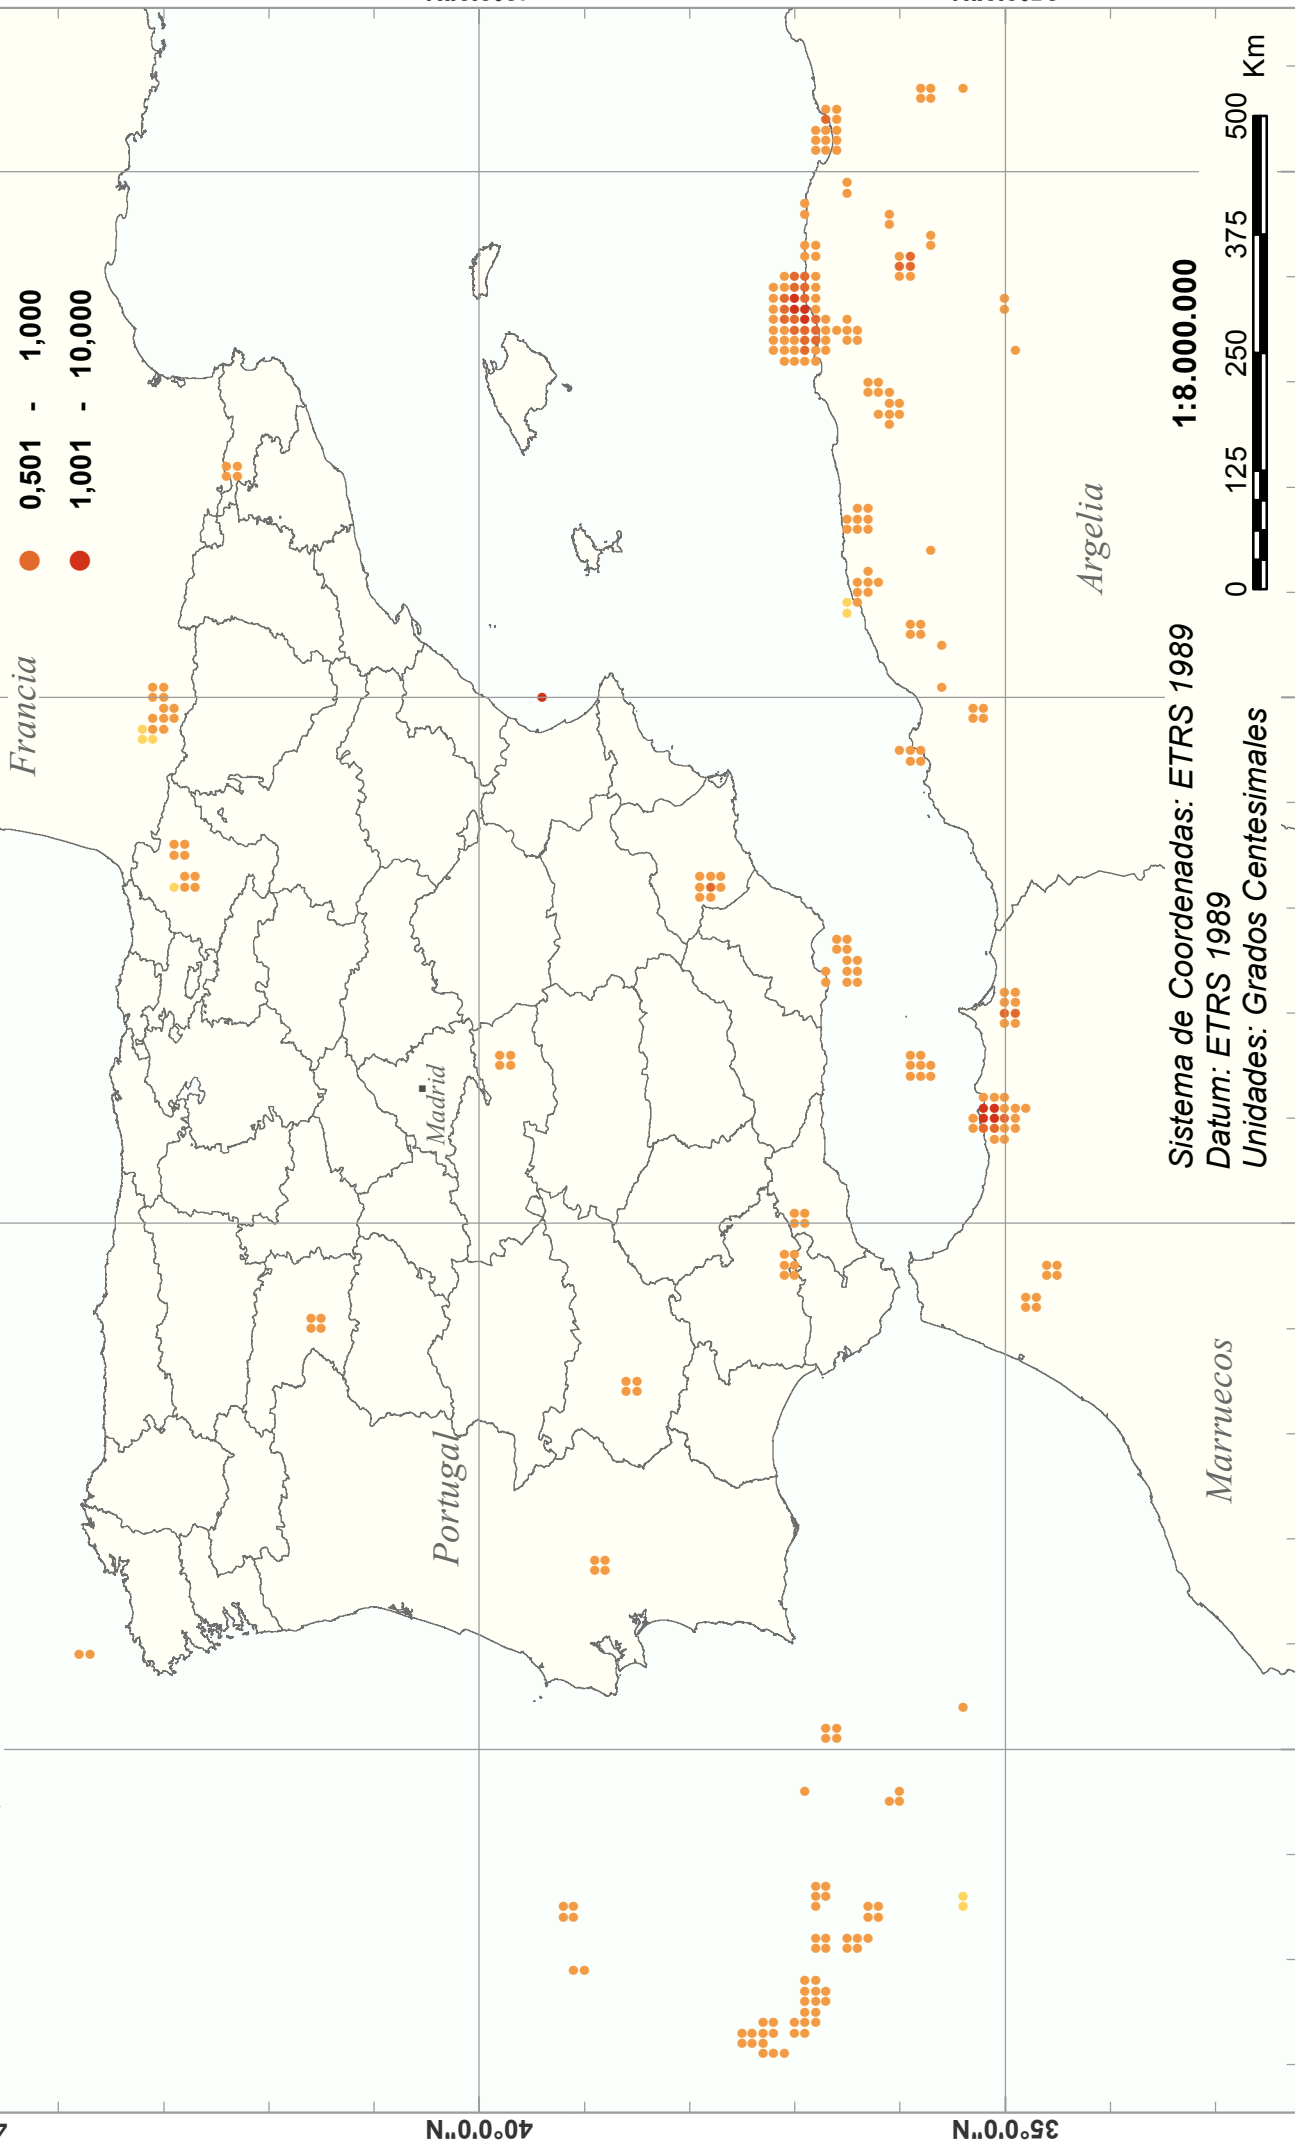 0,501 - 1,000
1,001 - 10,000
Francia
Madrid
Portugal
Argelia
Marruecos
1:8.000.000
0 125 250 375 500 Km
Sistema de Coordenadas: ETRS 1989
Datum: ETRS 1989
Unidades: Grados Centesimales
40°0'0"N
35°0'0"N